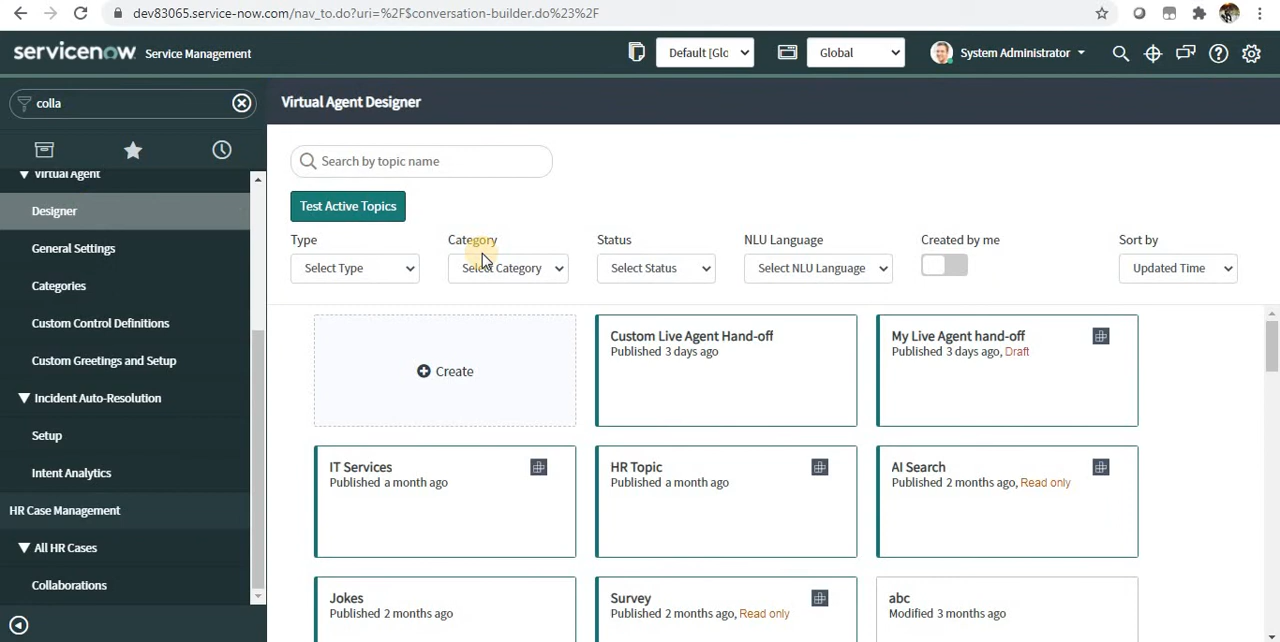 dev83065.service-now.com/nav_to.do?uri=%2F$conversation-builder.do%23%2F
servicenow Service Management
Default [Glc
Global
System Administrator
colla
Virtual Agent
Designer
General Settings
Categories
Custom Control Definitions
Custom Greetings and Setup
Incident Auto-Resolution
Setup
Intent Analytics
HR Case Management
All HR Cases
Collaborations
Virtual Agent Designer
Search by topic name
Test Active Topics
Type
Category
Status
NLU Language
Created by me
Sort by
Select Type
Select Category
Select Status
Select NLU Language
Updated Time
Create
Custom Live Agent Hand-off
Published 3 days ago
My Live Agent hand-off
Published 3 days ago, Draft
IT Services
Published a month ago
HR Topic
Published a month ago
AI Search
Published 2 months ago, Read only
Jokes
Published 2 months ago
Survey
Published 2 months ago, Read only
abc
Modified 3 months ago